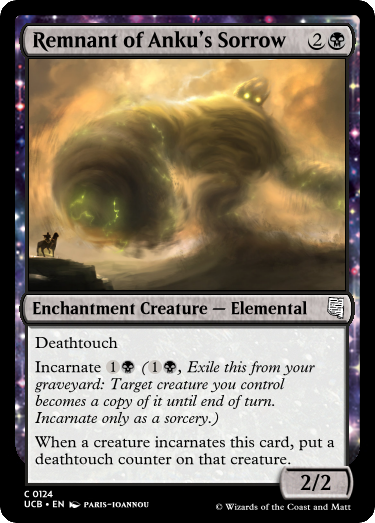 Remnant of Anku's Sorrow 2
Enchantment Creature — Elemental
Deathtouch
Incarnate 1 (1, Exile this from your
graveyard: Target creature you control
becomes a copy of it until end of turn.
Incarnate only as a sorcery.)
When a creature incarnates this card, put a
deathtouch counter on that creature.
2/2
C 0124
UCB • EN PARIS-IOANNOU
© Wizards of the Coast and Matt